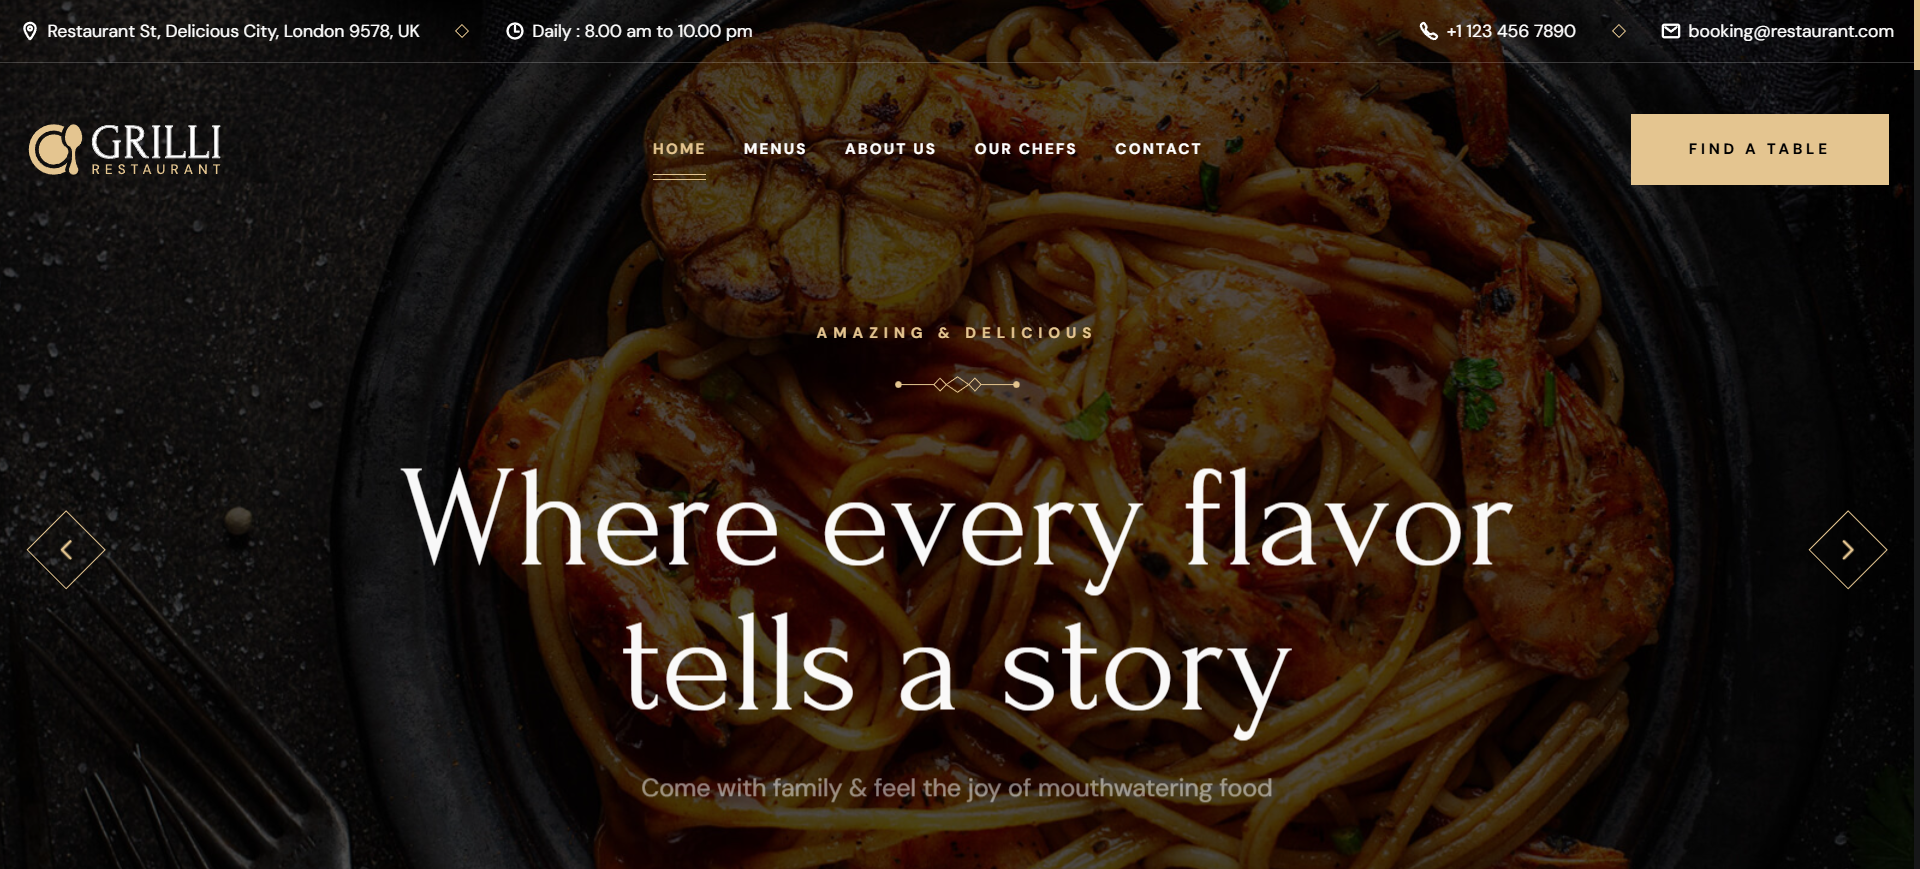 Restaurant St, Delicious City, London 9578, UK
Daily : 8.00 am to 10.00 pm
+1 123 456 7890
booking@restaurant.com
GRILLI
RESTAURANT
HOME
MENUS
ABOUT US
OUR CHEFS
CONTACT
FIND A TABLE
AMAZING & DELICIOUS
Where every flavor
tells a story
Come with family & feel the joy of mouthwatering food